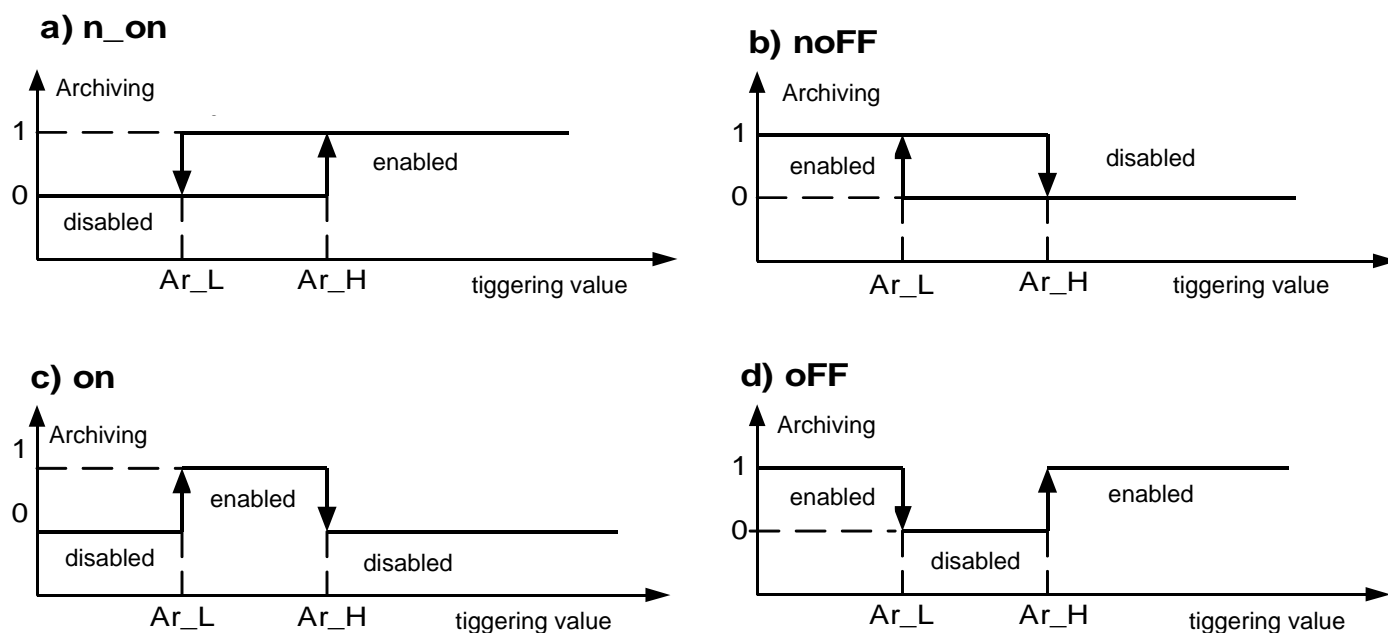 a) n_on
Archiving
1
enabled
0
disabled
Ar_L
Ar_H
tiggering value
b) noFF
Archiving
1
enabled
disabled
0
Ar_L
Ar_H
tiggering value
c) on
Archiving
1
enabled
0
disabled
disabled
Ar_L
Ar_H
tiggering value
d) oFF
Archiving
1
enabled
enabled
0
disabled
Ar_L
Ar_H
tiggering value